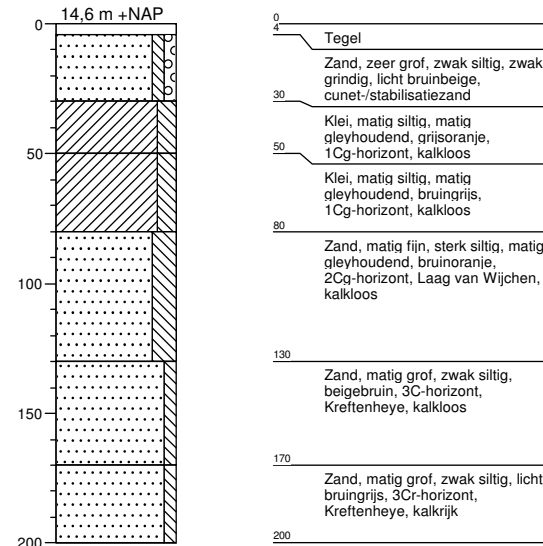 14,6 m +NAP
0
50
100
150
200
0
4
Tegel
Zand, zeer grof, zwak siltig, zwak
grindig, licht bruinbeige,
cunet-/stabilisatiezand
30
Klei, matig siltig, matig
gleyhoudend, grijsoranje,
1Cg-horizont, kalkloos
50
Klei, matig siltig, matig
gleyhoudend, bruingrijs,
1Cg-horizont, kalkloos
80
Zand, matig fijn, sterk siltig, matig
gleyhoudend, bruinoranje,
2Cg-horizont, Laag van Wijchen,
kalkloos
130
Zand, matig grof, zwak siltig,
beigebruin, 3C-horizont,
Kreftenheye, kalkloos
170
Zand, matig grof, zwak siltig, licht
bruingrijs, 3Cr-horizont,
Kreftenheye, kalkrijk
200